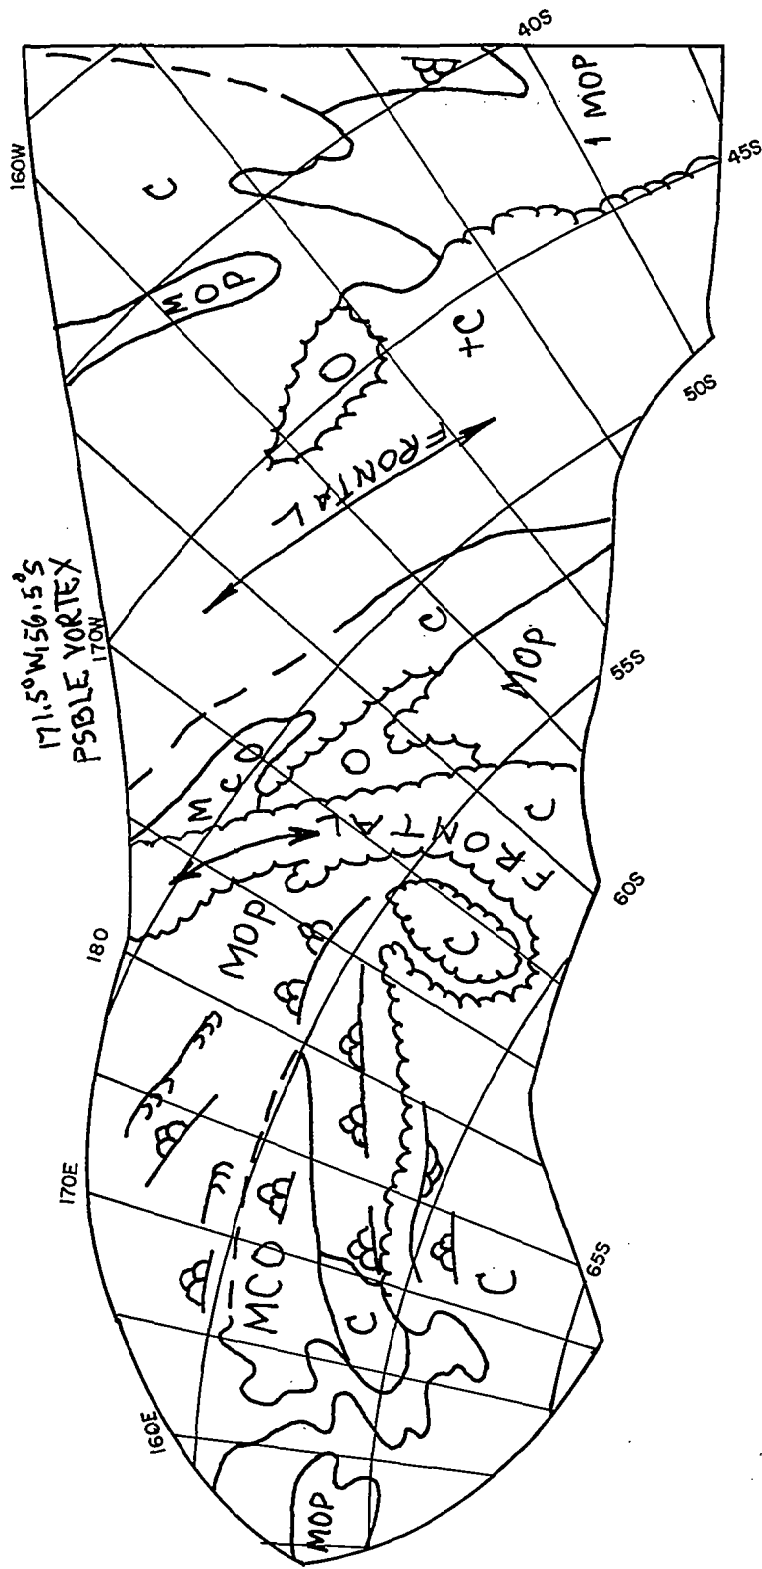 40S
1 MOP
45S
160W
C
MOP
+C
O
50S
FRONTAL
171.5°W, 56.5°S
PSBLE VORTEX
170W
C
MOP
55S
MCO
O
C
FRONTAL
60S
MOP
C
180
170E
MCO
C
C
65S
160E
MOP